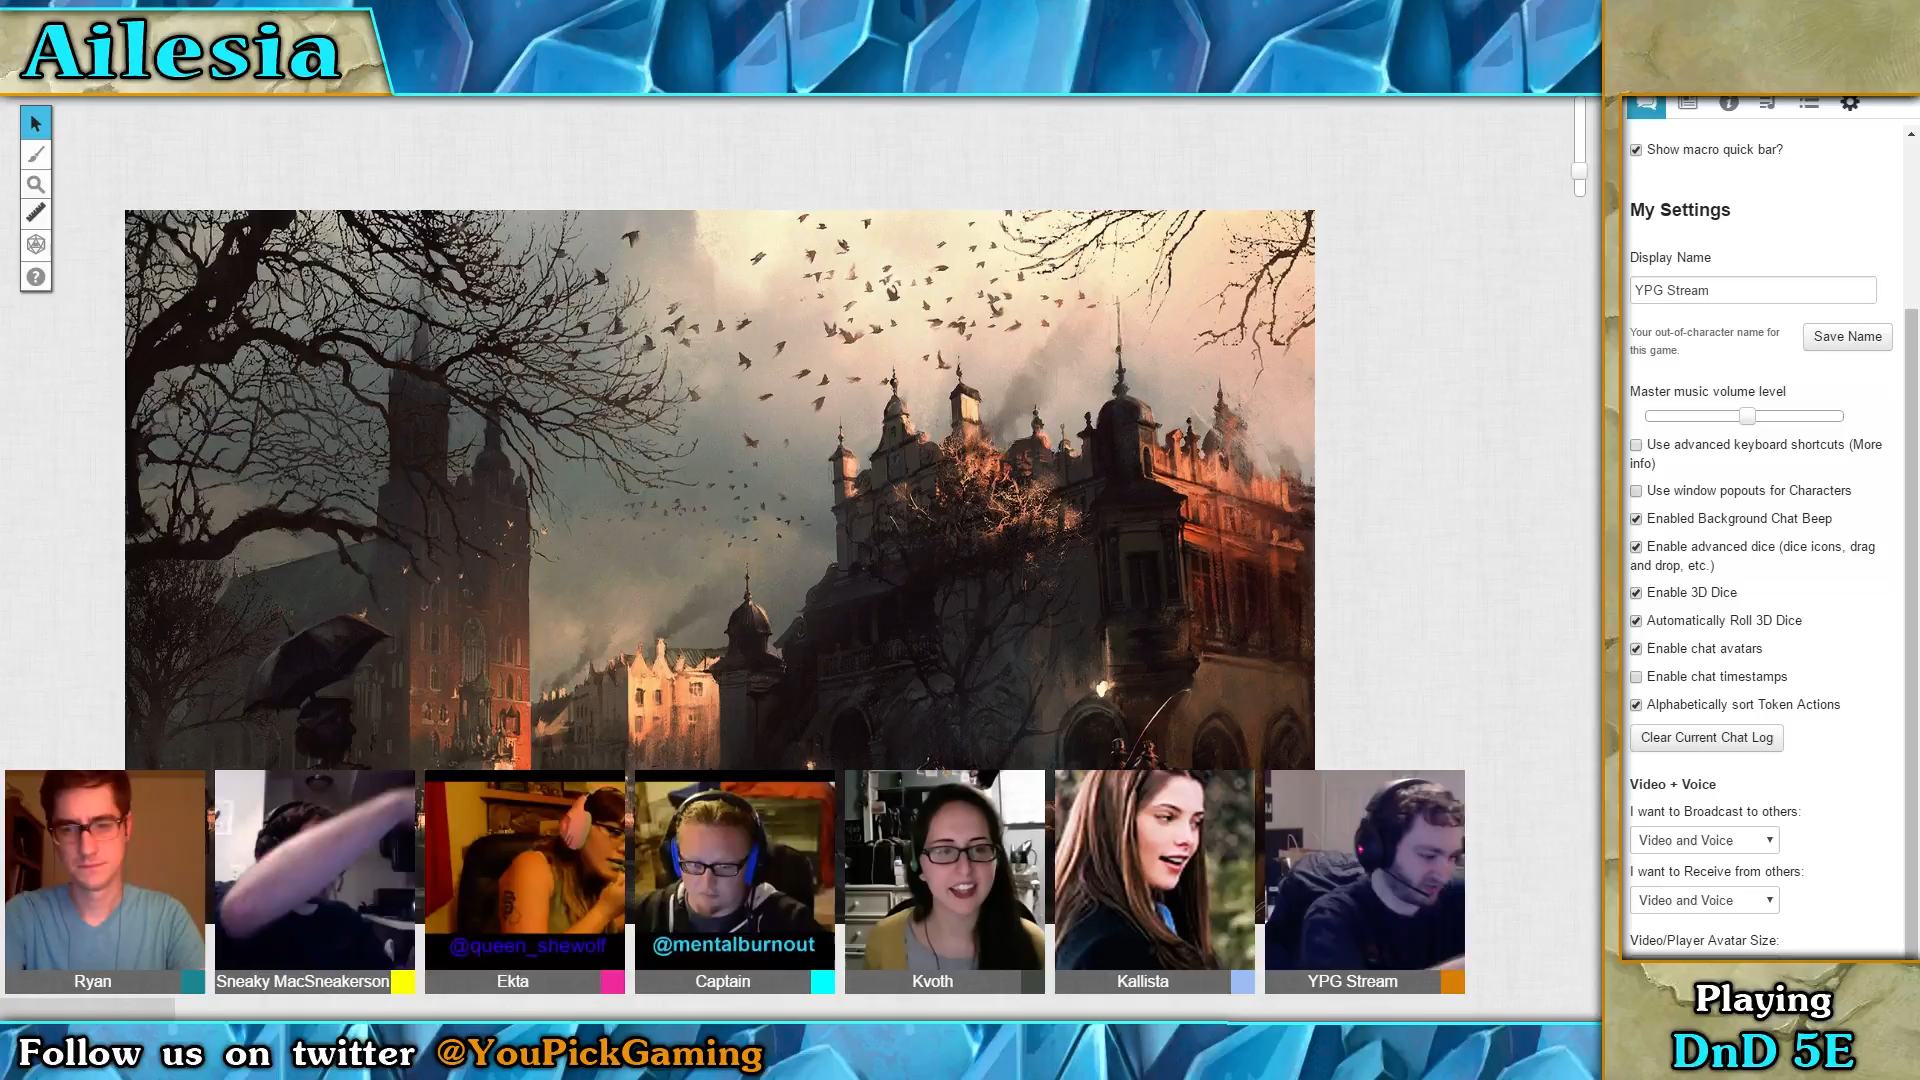 Ailesia
Show macro quick bar?
My Settings
Display Name
YPG Stream
Your out-of-character name for
this game.
Save Name
Master music volume level
Use advanced keyboard shortcuts (More
info)
Use window popouts for Characters
Enabled Background Chat Beep
Enable advanced dice (dice icons, drag
and drop, etc.)
Enable 3D Dice
Automatically Roll 3D Dice
Enable chat avatars
Enable chat timestamps
Alphabetically sort Token Actions
Clear Current Chat Log
Video + Voice
I want to Broadcast to others:
Video and Voice
I want to Receive from others:
Video and Voice
Video/Player Avatar Size:
@queen_shewolf
@mentalburnout
Ryan
Sneaky MacSneakerson
Ekta
Captain
Kvoth
Kallista
YPG Stream
Follow us on twitter @YouPickGaming
Playing
DnD 5E